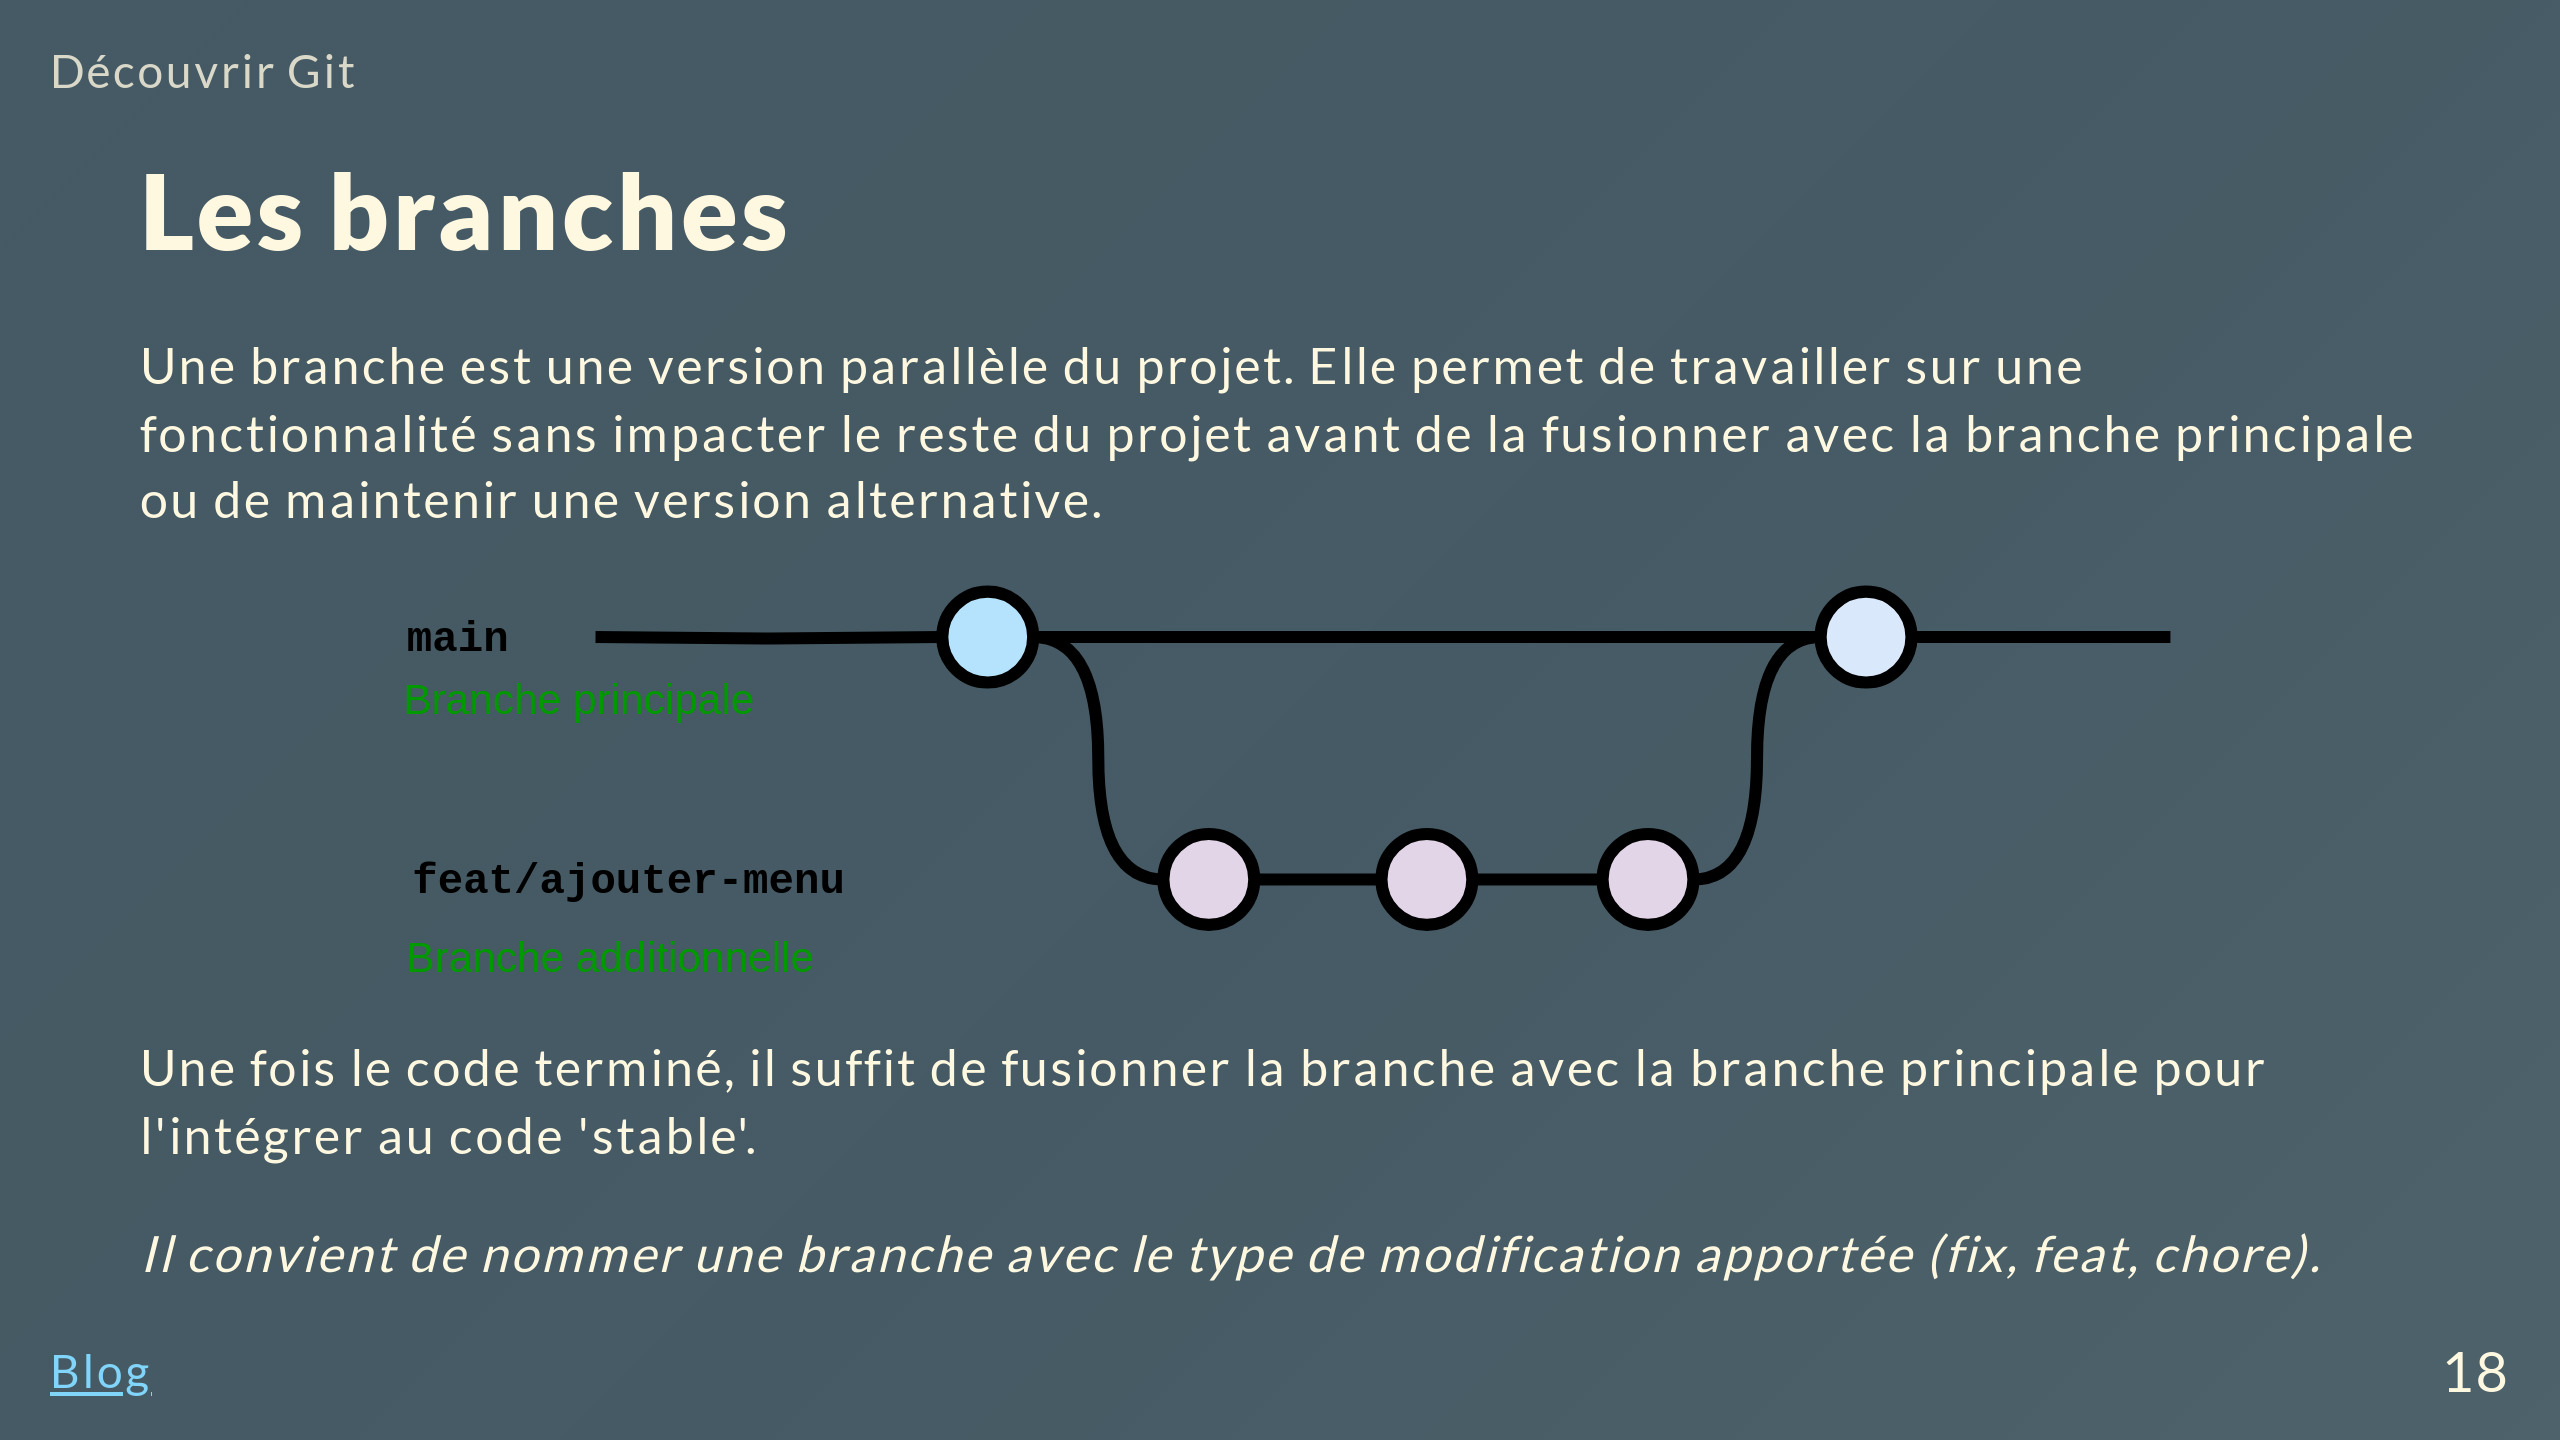 Découvrir Git
Les branches
Une branche est une version parallèle du projet. Elle permet de travailler sur une
fonctionnalité sans impacter le reste du projet avant de la fusionner avec la branche principale
ou de maintenir une version alternative.
main
Branche principale
feat/ajouter-menu
Branche additionnelle
Une fois le code terminé, il suffit de fusionner la branche avec la branche principale pour
l'intégrer au code 'stable'.
Il convient de nommer une branche avec le type de modification apportée (fix, feat, chore).
Blog
18